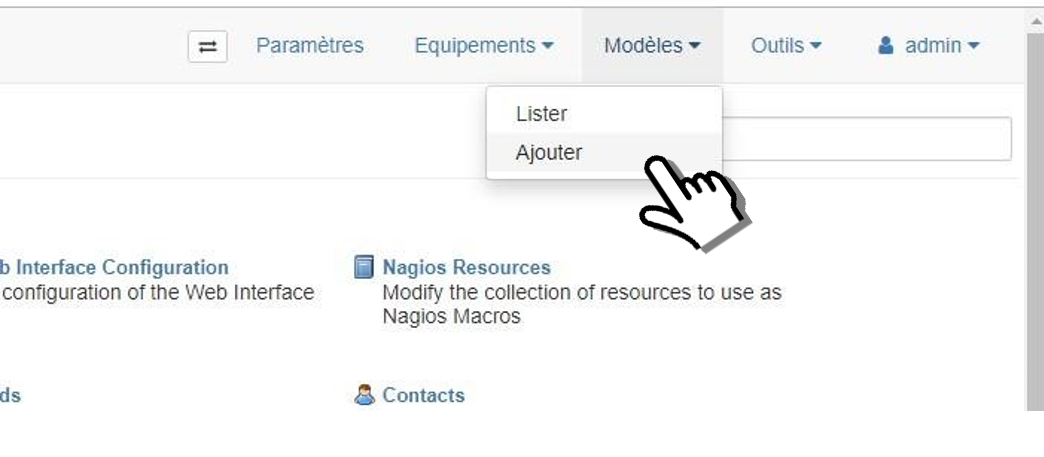 Paramètres Equipements Modèles Outils admin
Lister
Ajouter
b Interface Configuration
configuration of the Web Interface
Nagios Resources
Modify the collection of resources to use as
Nagios Macros
ds
Contacts